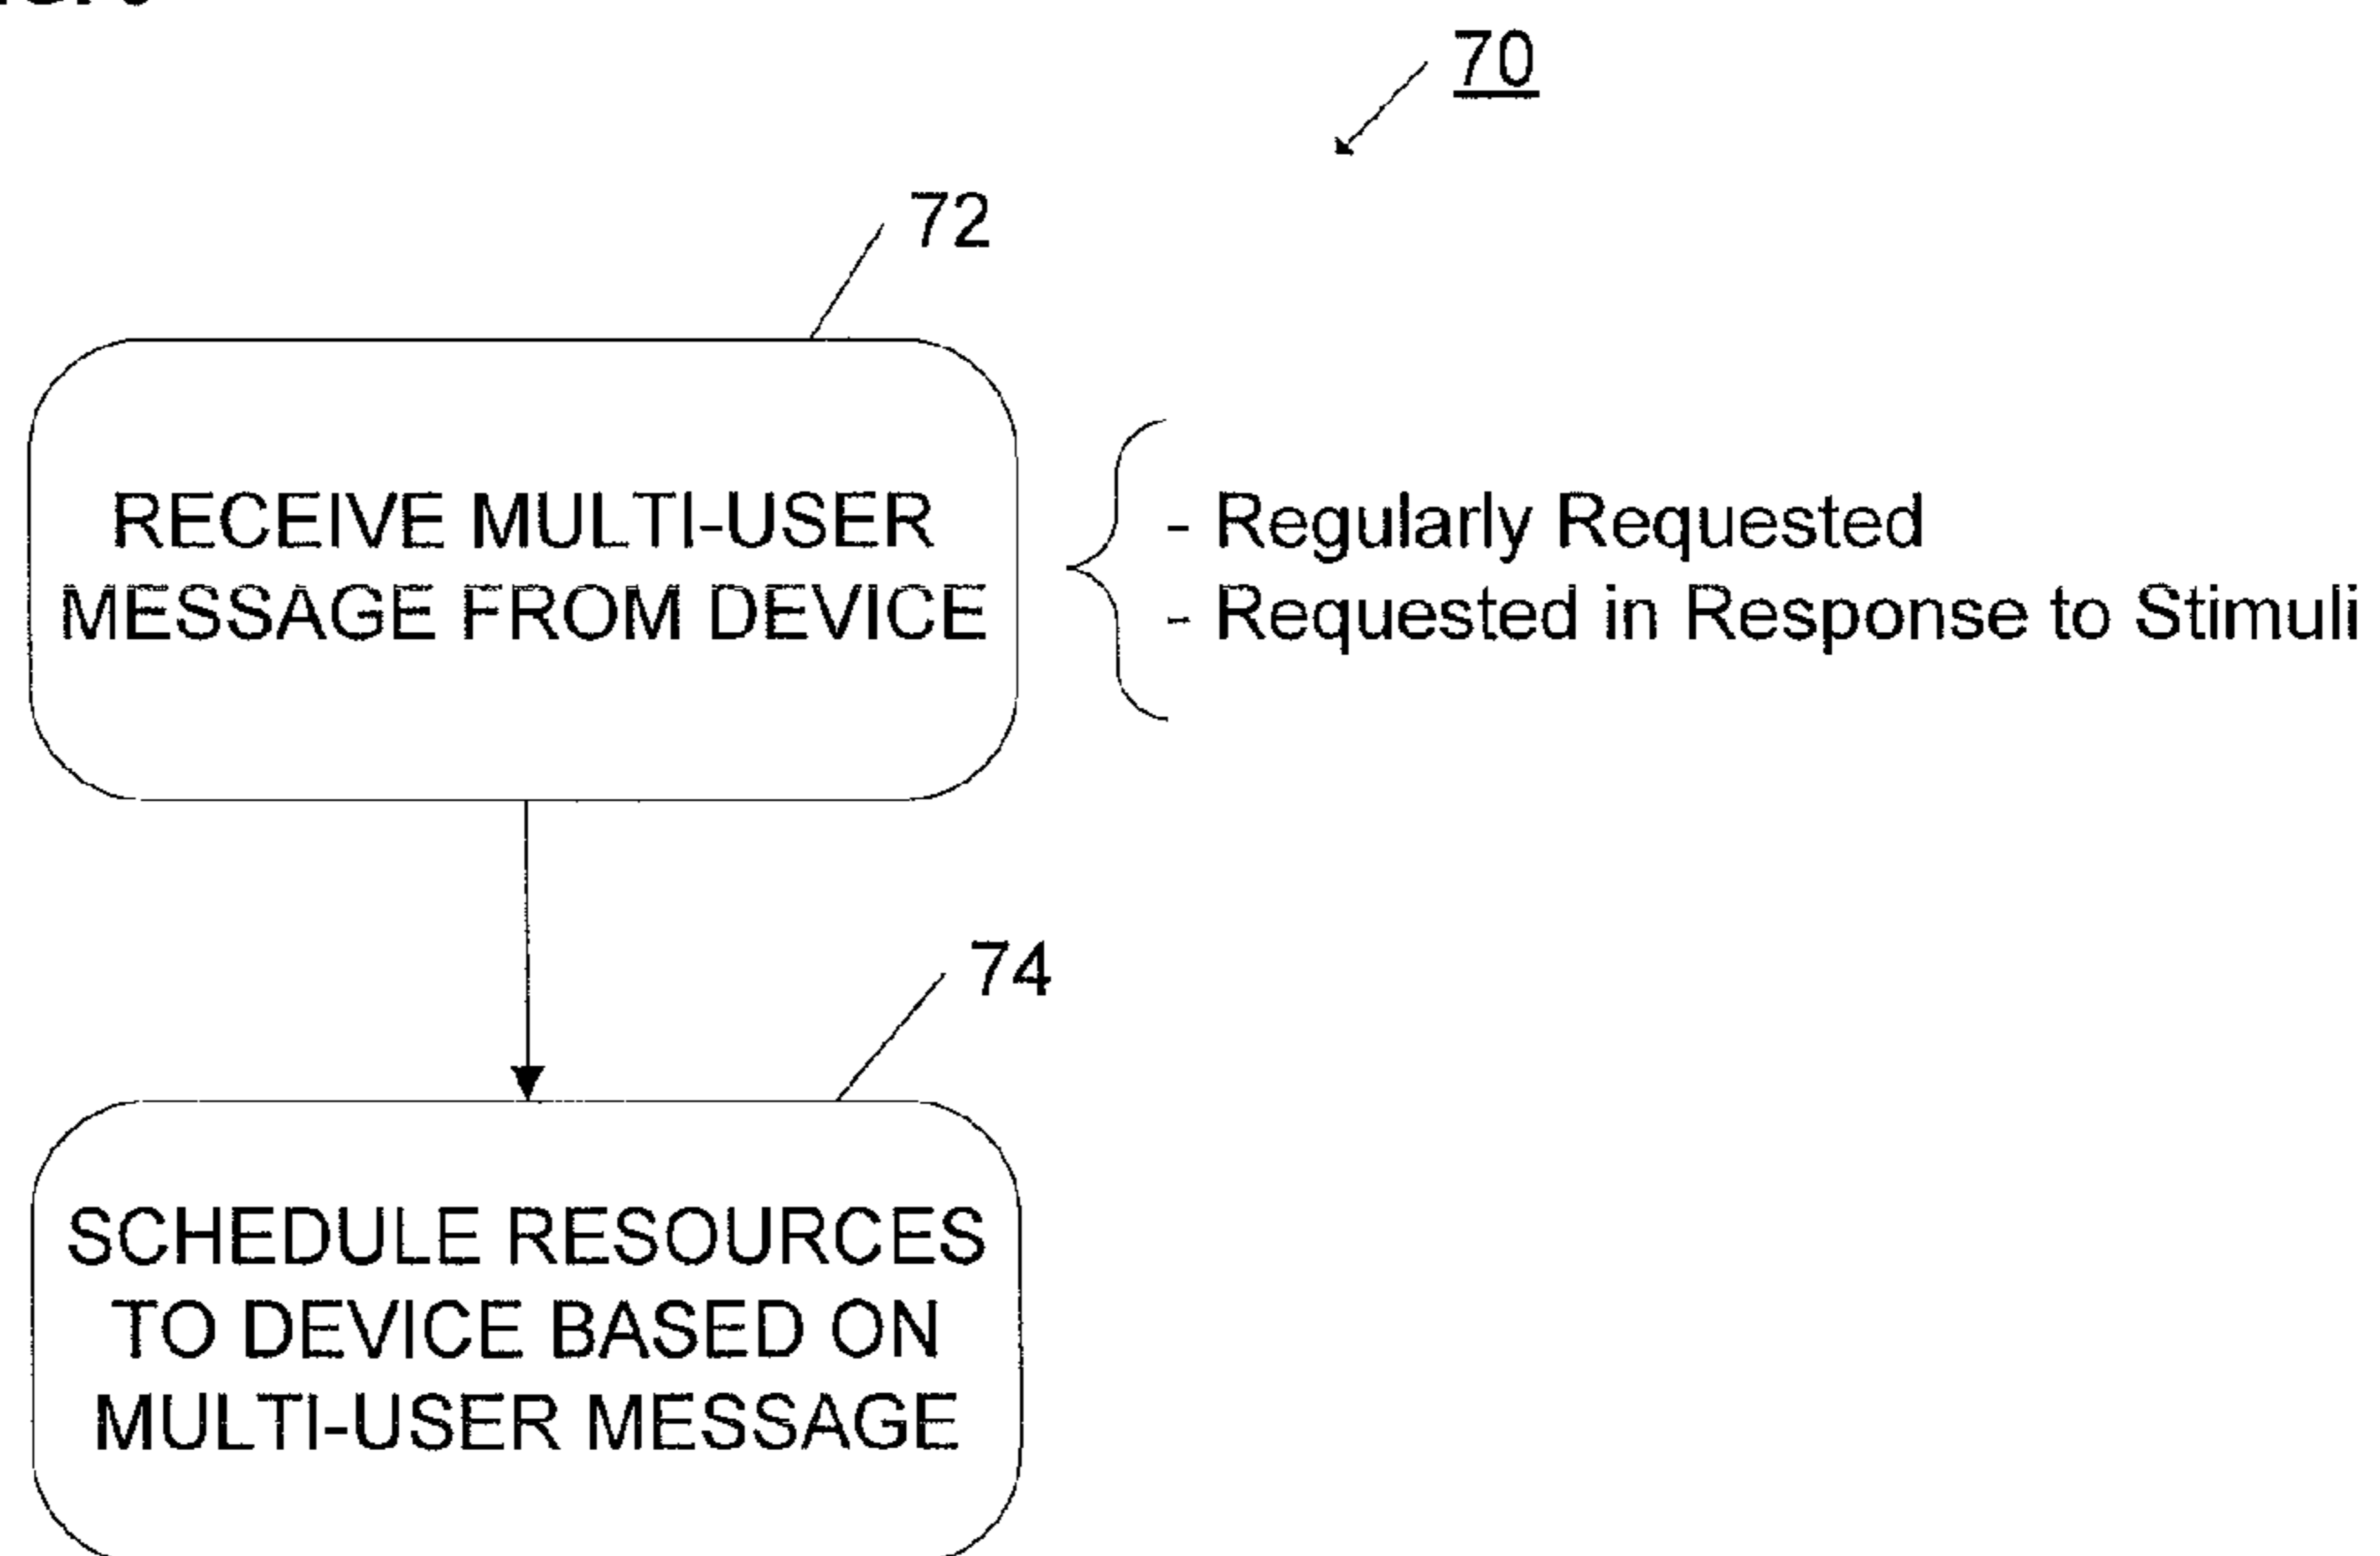 70
72
RECEIVE MULTI-USER
MESSAGE FROM DEVICE
- Regularly Requested
- Requested in Response to Stimuli
74
SCHEDULE RESOURCES
TO DEVICE BASED ON
MULTI-USER MESSAGE